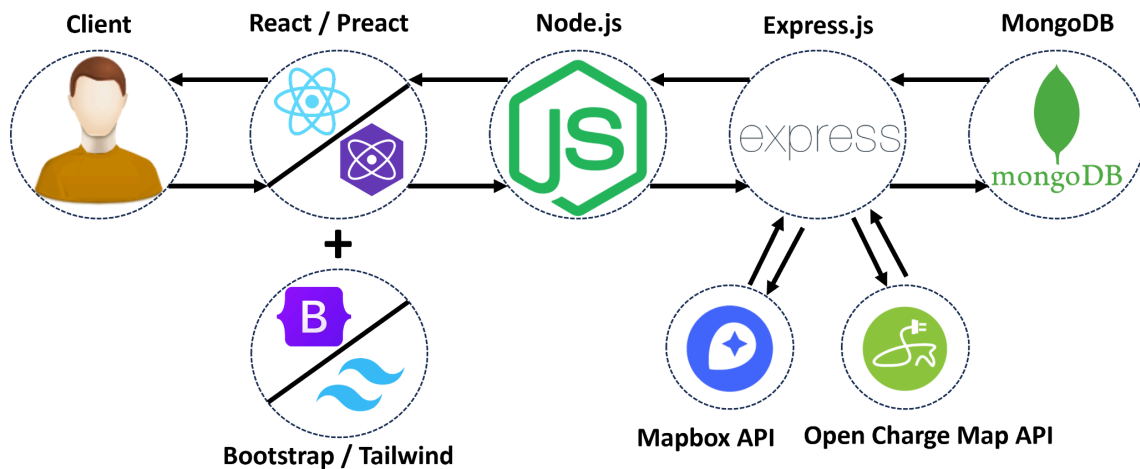 Client
React / Preact
Node.js
Express.js
MongoDB
JS
express
mongoDB
+
B
Mapbox API
Open Charge Map API
Bootstrap / Tailwind